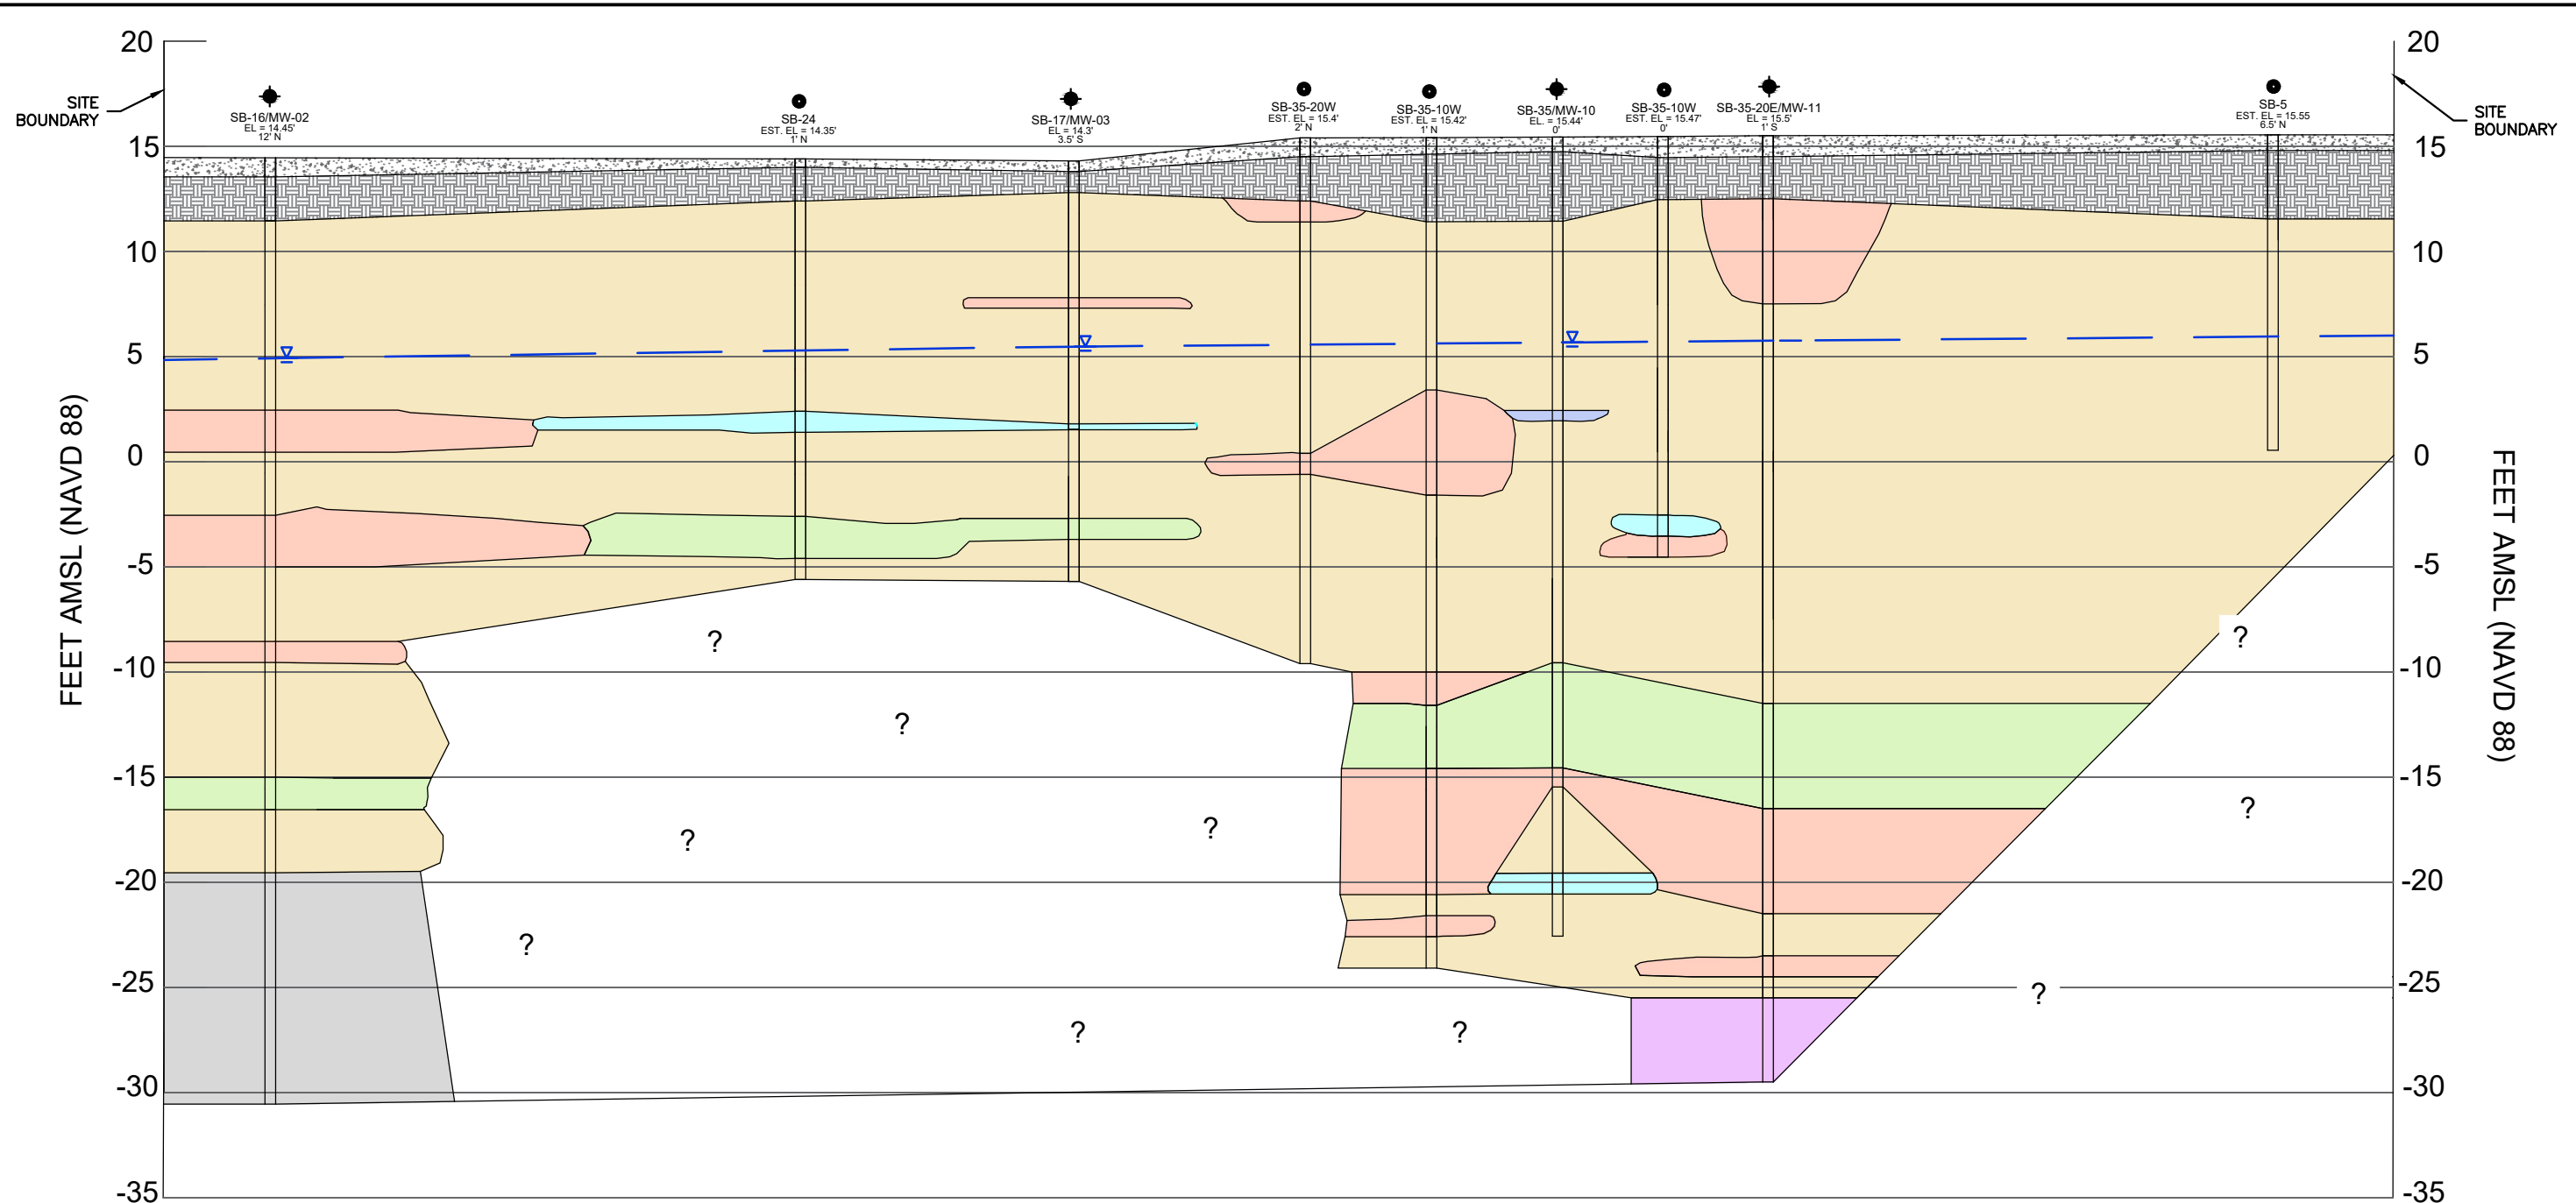 20
20
SITE
BOUNDARY
SB-16/MW-02
EL = 14.45'
12' N
SB-24
EST. EL = 14.35'
1' N
SB-17/MW-03
EL = 14.3'
3.5' S
SB-35-20W
EST. EL = 15.4'
2' N
SB-35-10W
EST. EL = 15.42'
1' N
SB-35/MW-10
EL. = 15.44'
0'
SB-35-10W
EST. EL = 15.47'
0'
SB-35-20E/MW-11
EL = 15.5'
1' S
SB-5
EST. EL = 15.55
6.5' N
SITE
BOUNDARY
15
15
10
10
5
5
0
0
-5
-5
-10
-10
-15
-15
-20
-20
-25
-25
-30
-30
-35
-35
FEET AMSL (NAVD 88)
FEET AMSL (NAVD 88)
?
?
?
?
?
?
?
?
?
?